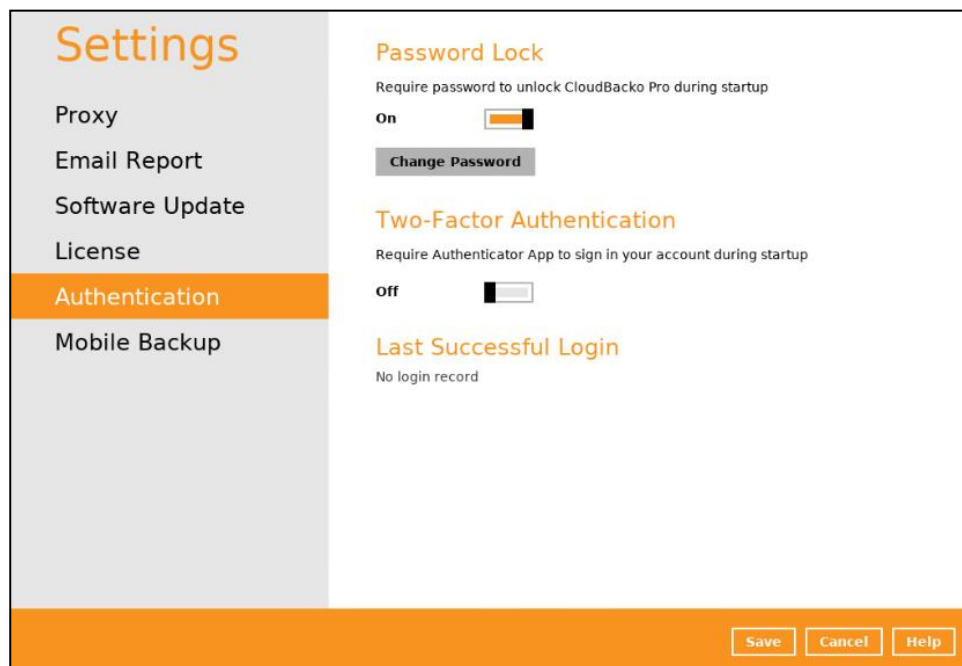 Settings
Proxy
Email Report
Software Update
License
Authentication
Mobile Backup
Password Lock
Require password to unlock CloudBacko Pro during startup
On
Change Password
Two-Factor Authentication
Require Authenticator App to sign in your account during startup
Off
Last Successful Login
No login record
Save
Cancel
Help